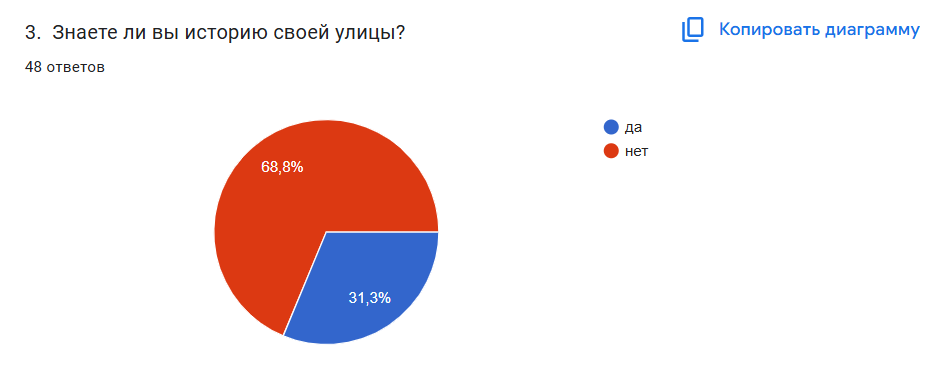 3. Знаете ли вы историю своей улицы?
Копировать диаграмму
48 ответов
да
нет
68,8%
31,3%